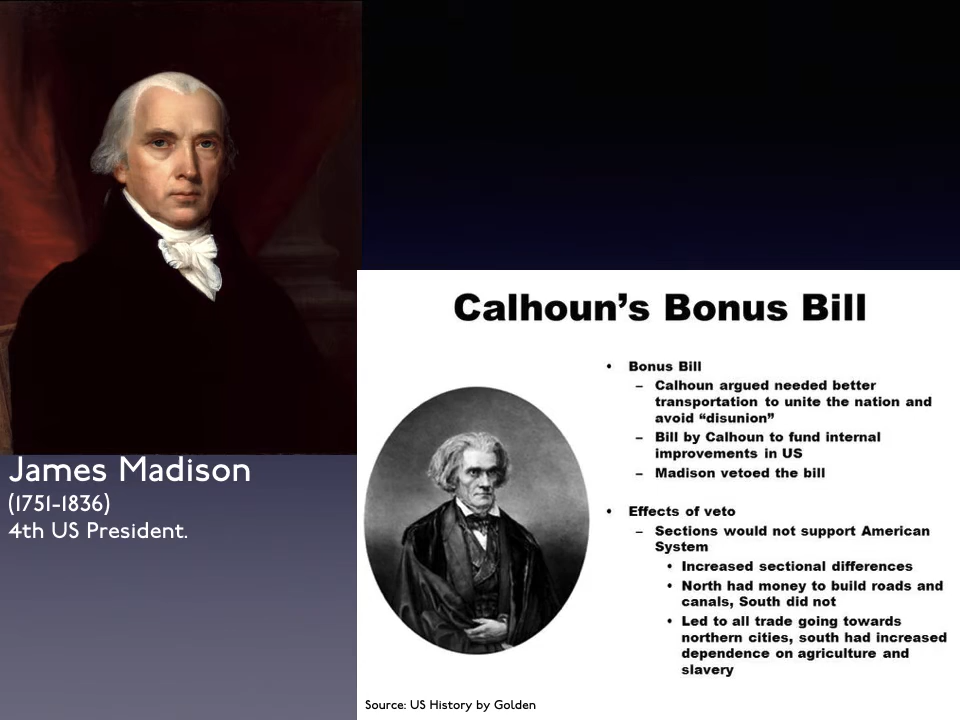 James Madison
(1751-1836)
4th US President.
Calhoun’s Bonus Bill
• Bonus Bill
– Calhoun argued needed better
transportation to unite the nation and
avoid “disunion”
– Bill by Calhoun to fund internal
improvements in US
– Madison vetoed the bill
• Effects of veto
– Sections would not support American
System
• Increased sectional differences
• North had money to build roads and
canals, South did not
• Led to all trade going towards
northern cities, south had increased
dependence on agriculture and
slavery
Source: US History by Golden